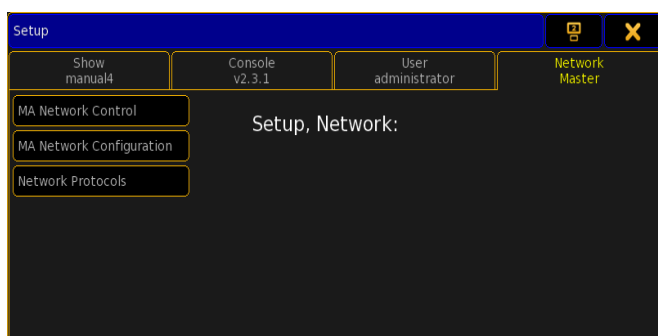 Setup
2
Show
manual4
Console
v2.3.1
User
administrator
Network
Master
MA Network Control
Setup, Network:
MA Network Configuration
Network Protocols